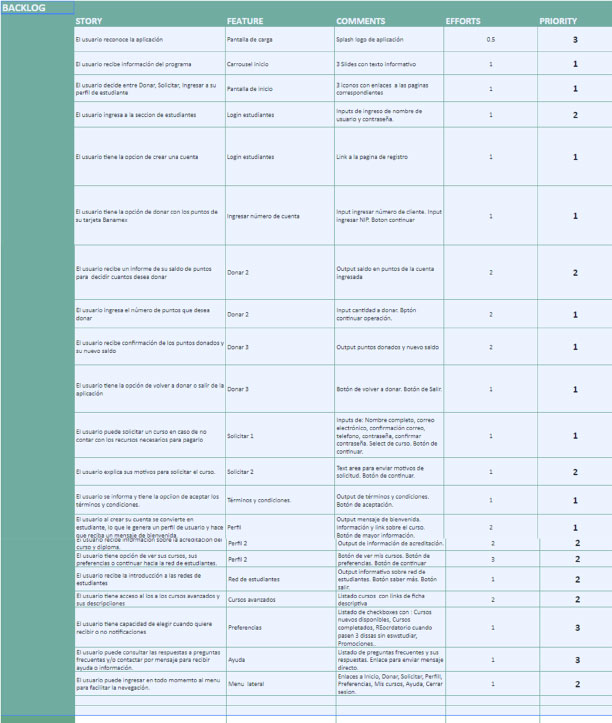 BACKLOG
STORY FEATURE COMMENTS EFFORTS PRIORITY
El usuario reconoce la aplicación Pantalla de carga Splash logo de aplicación 0,5 3
El usuario recibe información del programa Carrousel inicio 3 Slides con texto informativo 1 1
El usuario decide entre Donar, Solicitar, Ingresar a su
perfil de estudiante Pantalla de inicio 3 iconos con enlaces a las paginas
correspondientes 1 1
El usuario ingresa a la seccion de estudiantes Login estudiantes Inputs de ingreso de nombre de
usuario y contraseña. 1 2
El usuario tiene la opcion de crear una cuenta Login estudiantes Link a la pagina de registro 1 1
El usuario tiene la opción de donar con los puntos de
su tarjeta Banamex Ingresar número de cuenta Input ingresar número de cliente. Input
ingresar NIP. Boton continuar 1 1
El usuario recibe un informe de su saldo de puntos
para decidir cuantos desea donar Donar 2 Output saldo en puntos de la cuenta
ingresada 2 2
El usuario ingresa el número de puntos que desea
donar Donar 2 Input cantidad a donar. Bptón
continuar operación. 2 1
El usuario recibe confirmación de los puntos donados y
su nuevo saldo Donar 3 Output puntos donados y nuevo saldo 2 1
El usuario tiene la opción de volver a donar o salir de la
aplicación Donar 3 Botón de volver a donar. Botón de Salir. 1 1
El usuario puede solicitar un curso en caso de no
contar con los recursos necesarios para pagarlo Solicitar 1 Inputs de: Nombre completo, correo
electrónico, confirmación correo,
telefono, contraseña, confirmar
contraseña. Select de curso. Botón de
continuar. 1 1
El usuario explica sus motivos para solicitar el curso. Solicitar 2 Text area para enviar motivos de
solicitud. Botón de continuar. 1 2
El usuario se informa y tiene la opciion de aceptar los
términos y condiciones. Términos y condiciones. Output de términos y condiciones.
Botón de aceptación. 1 1
El usuario al crear su cuenta se convierte en
estudiante, lo que le genera un perfil de usuario y hace
que reciba un mensaje de bienvenida. Perfil Output mensaje de bienvenida.
Información y link sobre el curso.
Botón de mayor información. 2 1
El usuario recibe información sobre la acreditación del
curso y diploma. Perfil 2 Output de información de acreditación. 2 2
El usuario tiene opción de ver sus cursos, sus
preferencias o continuar hacia la red de estudiantes. Perfil 2 Botón de ver mis cursos. Botón de
preferencias. Botón de continuar 3 2
El usuario recibe la introducción a las redes de
estudiantes Red de estudiantes Output informativo sobre red de
estudiantes. Botón saber más. Botón
salir. 1 2
El usuario tiene acceso al los a los cursos avanzados y
sus descripciiones Cursos avanzados Listado cursos con links de ficha
descriptiva 2 2
El usuario tiene capacidad de elegir cuando quiere
recibir o no notificaciones Preferencias Listado de checkboxes con : Cursos
nuevos disponibles, Cursos
completados, REocrdatorio cuando
pasen 3 dissas sin eswstudiar,
Promociones.. 1 3
El usuario puede consultar las respuestas a preguntas
frecuentes y/o contactar por mensaje para recibir
ayuda o información. Ayuda Listado de preguntas frecuentes y sus
respuestas. Enlace para enviar mensaje
directo. 1 3
El usuario puede ingresar en todo momemto al menu
para facilitar la nevegación. Menu lateral Enlaces a Inicio, Donar, Solicitar, Perfill,
Preferencias, Mis cursos, Ayuda, Cerrar
sesion. 1 2